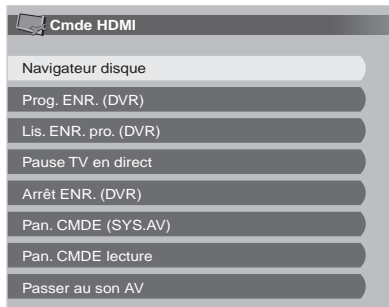 Cmde HDMI
Navigateur disque
Prog. ENR. (DVR)
Lis. ENR. pro. (DVR)
Pause TV en direct
Arrêt ENR. (DVR)
Pan. CMDE (SYS.AV)
Pan. CMDE lecture
Passer au son AV